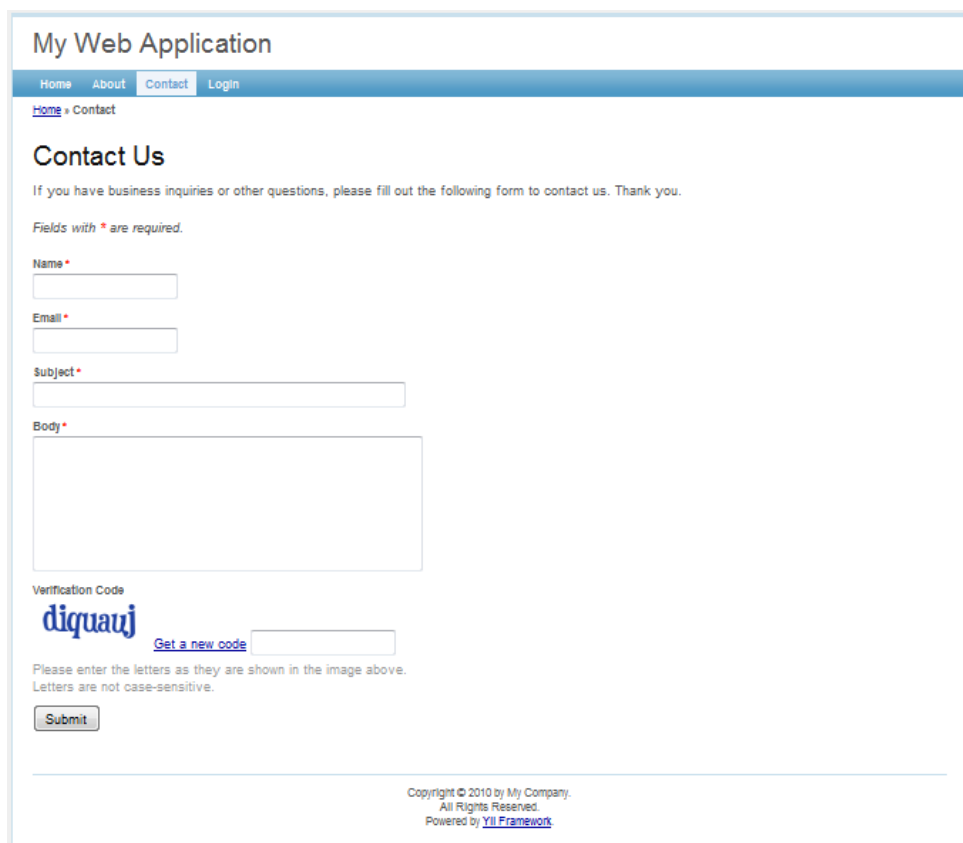 My Web Application
Home About Contact Login
Home » Contact
Contact Us
If you have business inquiries or other questions, please fill out the following form to contact us. Thank you.
Fields with * are required.
Name *
Email *
Subject *
Body *
Verification Code
diquauj
Get a new code
Please enter the letters as they are shown in the image above.
Letters are not case-sensitive.
Submit
Copyright © 2010 by My Company.
All Rights Reserved.
Powered by Yii Framework.